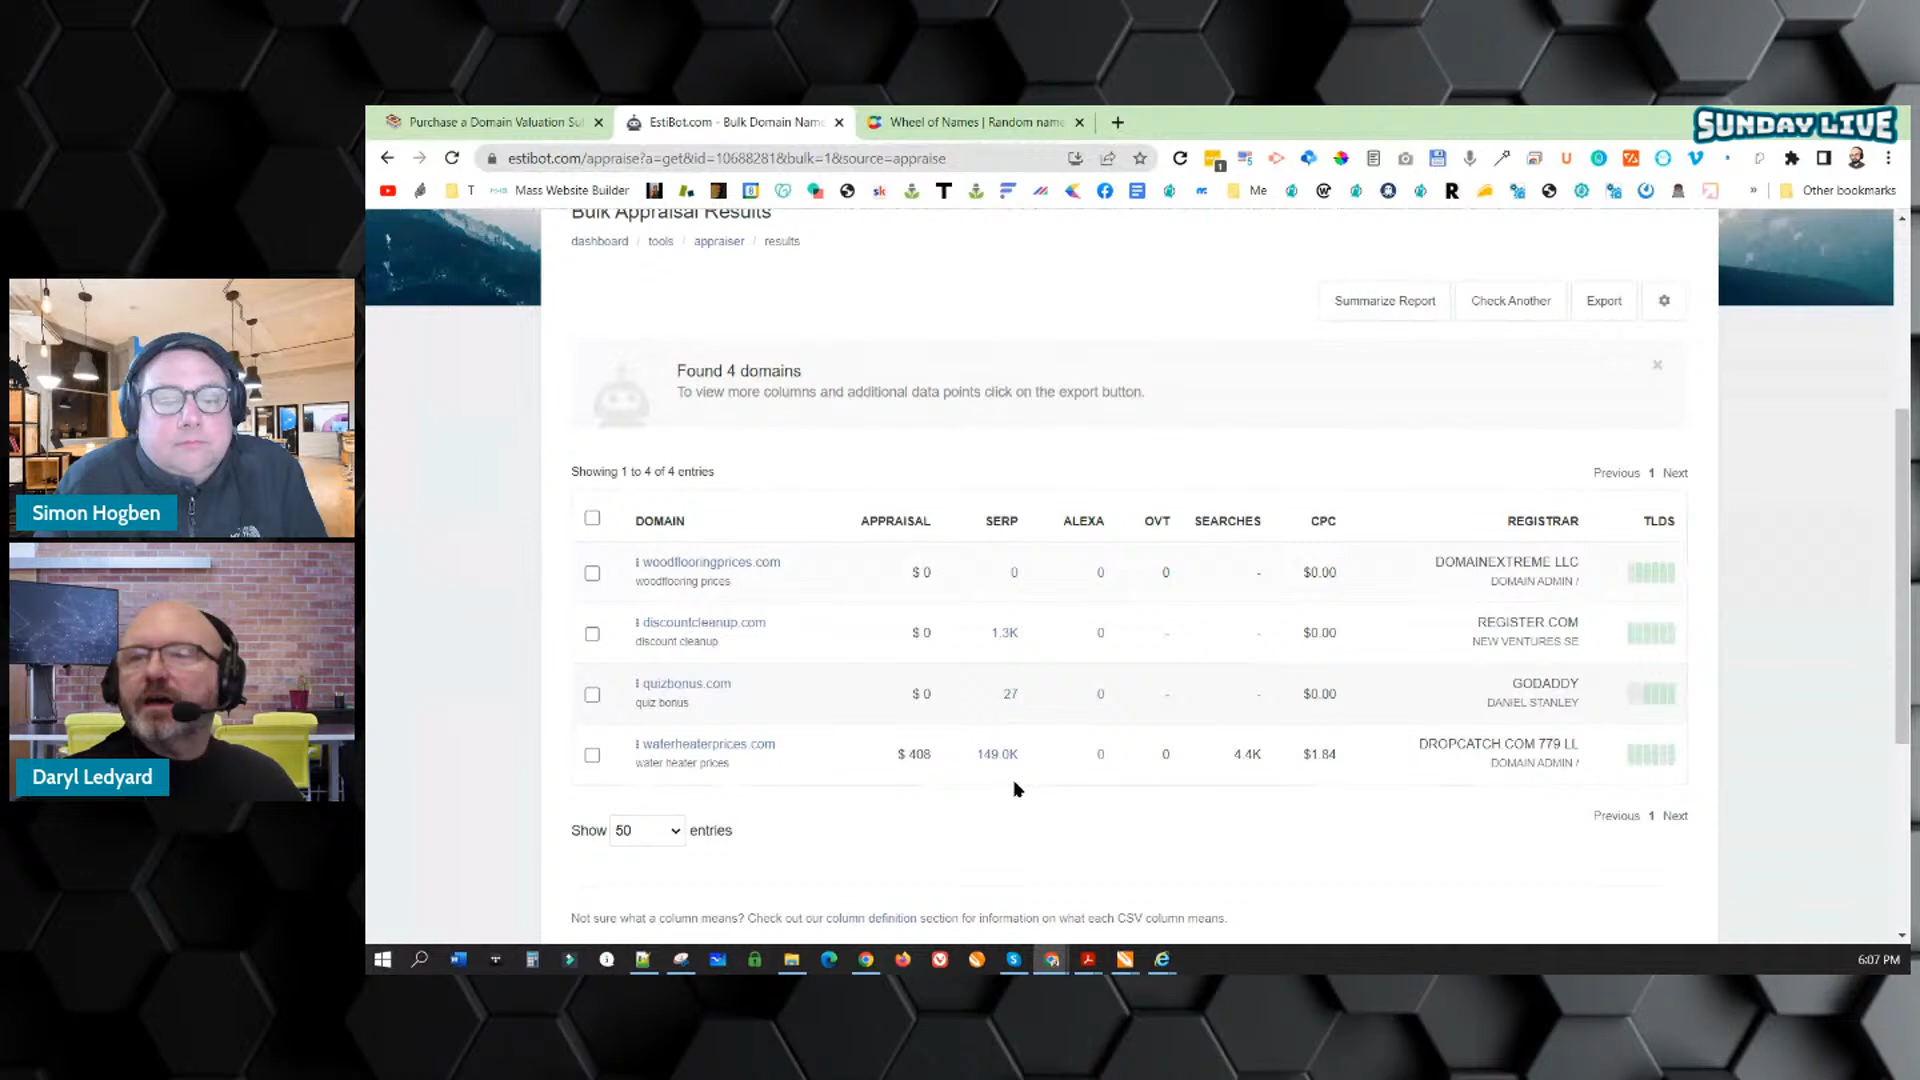 SUNDAY LIVE
Purchase a Domain Valuation Sul
EstiBot.com - Bulk Domain Name
Wheel of Names | Random name
estibot.com/appraise?a=get&id=10688281&bulk=1&source=appraise
T
Mass Website Builder
Me
Other bookmarks
Bulk Appraisal Results
dashboard / tools / appraiser / results
Summarize Report
Check Another
Export
Found 4 domains
To view more columns and additional data points click on the export button.
Showing 1 to 4 of 4 entries
Previous 1 Next
DOMAIN APPRAISAL SERP ALEXA OVT SEARCHES CPC REGISTRAR TLDS
woodflooringprices.com $ 0 0 0 0 - $0.00 DOMAINEXTREME LLC
woodflooring prices DOMAIN ADMIN /
discountcleanup.com $ 0 1.3K 0 - - $0.00 REGISTER.COM
discount cleanup NEW VENTURES SE
quizbonus.com $ 0 27 0 - - $0.00 GODADDY
quiz bonus DANIEL STANLEY
waterheaterprices.com $ 408 149.0K 0 0 4.4K $1.84 DROPCATCH.COM 779 LL
water heater prices DOMAIN ADMIN /
Previous 1 Next
Show 50 entries
Not sure what a column means? Check out our column definition section for information on what each CSV column means.
6:07 PM
Simon Hogben
Daryl Ledyard